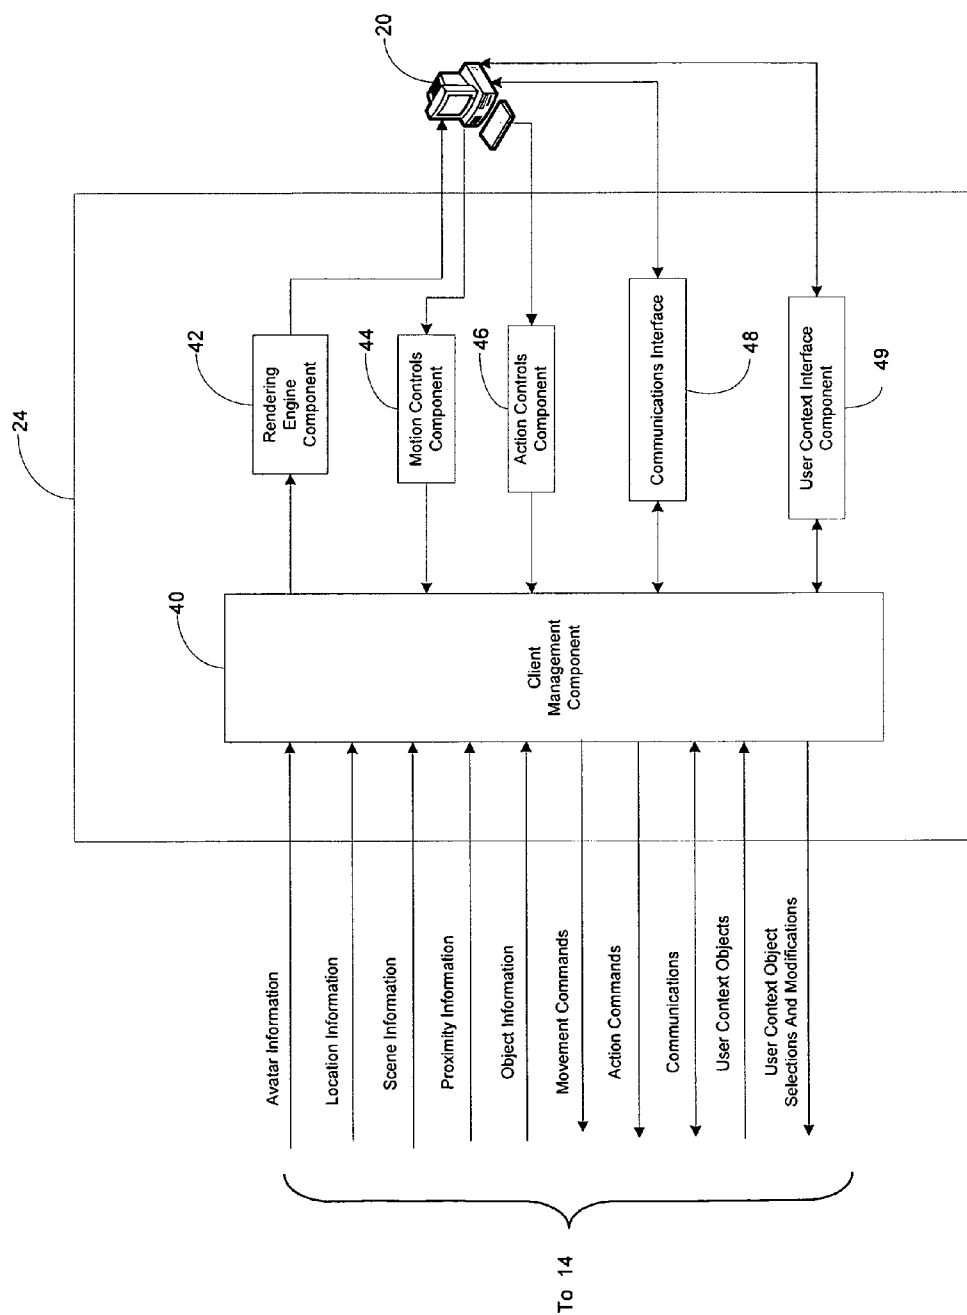 24
20
42
Rendering
Engine
Component
44
Motion Controls
Component
46
Action Controls
Component
Communications Interface
48
User Context Interface
Component
49
40
Client
Management
Component
Avatar Information
Location Information
Scene Information
Proximity Information
Object Information
Movement Commands
Action Commands
Communications
User Context Objects
User Context Object
Selections And Modifications
To 14